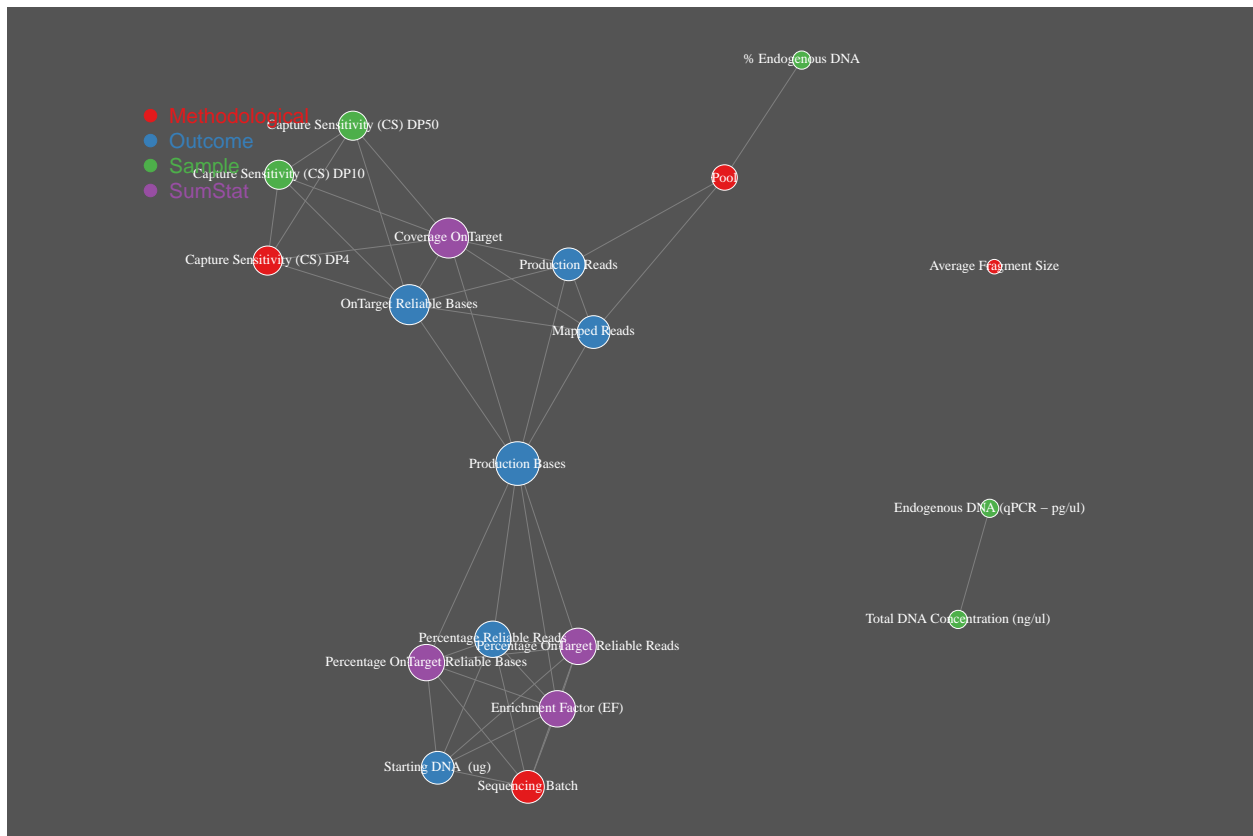 % Endogenous DNA
Methodological
Capture Sensitivity (CS) DP50
Outcome
Sample
Capture Sensitivity (CS) DP10
Pool
SumStat
Coverage OnTarget
Capture Sensitivity (CS) DP4
Production Reads
Average Fragment Size
OnTarget Reliable Bases
Mapped Reads
Production Bases
Endogenous DNA (qPCR − pg/ul)
Total DNA Concentration (ng/ul)
Percentage Reliable Reads
Percentage OnTarget Reliable Reads
Percentage OnTarget Reliable Bases
Enrichment Factor (EF)
Starting DNA  (ug)
Sequencing Batch